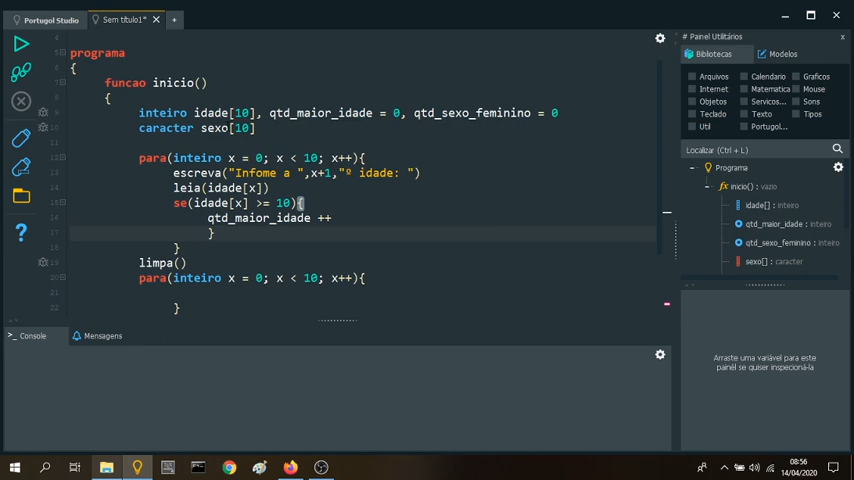 Portugol Studio
Sem título1*
+
# Painel Utilitários
x
Bibliotecas
Modelos
Arquivos
Calendario
Graficos
Internet
Matematica
Mouse
Objetos
Servicos...
Sons
Teclado
Texto
Tipos
Util
Portugol...
Localizar (Ctrl + L)
Programa
inicio() : vazio
idade[] : inteiro
qtd_maior_idade : inteiro
qtd_sexo_feminino : inteiro
sexo[] : caracter
Arraste uma variável para este
painél se quiser inspecioná-la
4
5 programa
6 {
7 funcao inicio()
8 {
9 inteiro idade[10], qtd_maior_idade = 0, qtd_sexo_feminino = 0
10 caracter sexo[10]
11
12 para(inteiro x = 0; x < 10; x++){
13 escreva("Infome a ",x+1,"º idade: ")
14 leia(idade[x])
15 se(idade[x] >= 10){
16 qtd_maior_idade ++
17 }
18 }
19 limpa()
20 para(inteiro x = 0; x < 10; x++){
21
22 }
Console
Mensagens
08:56
14/04/2020